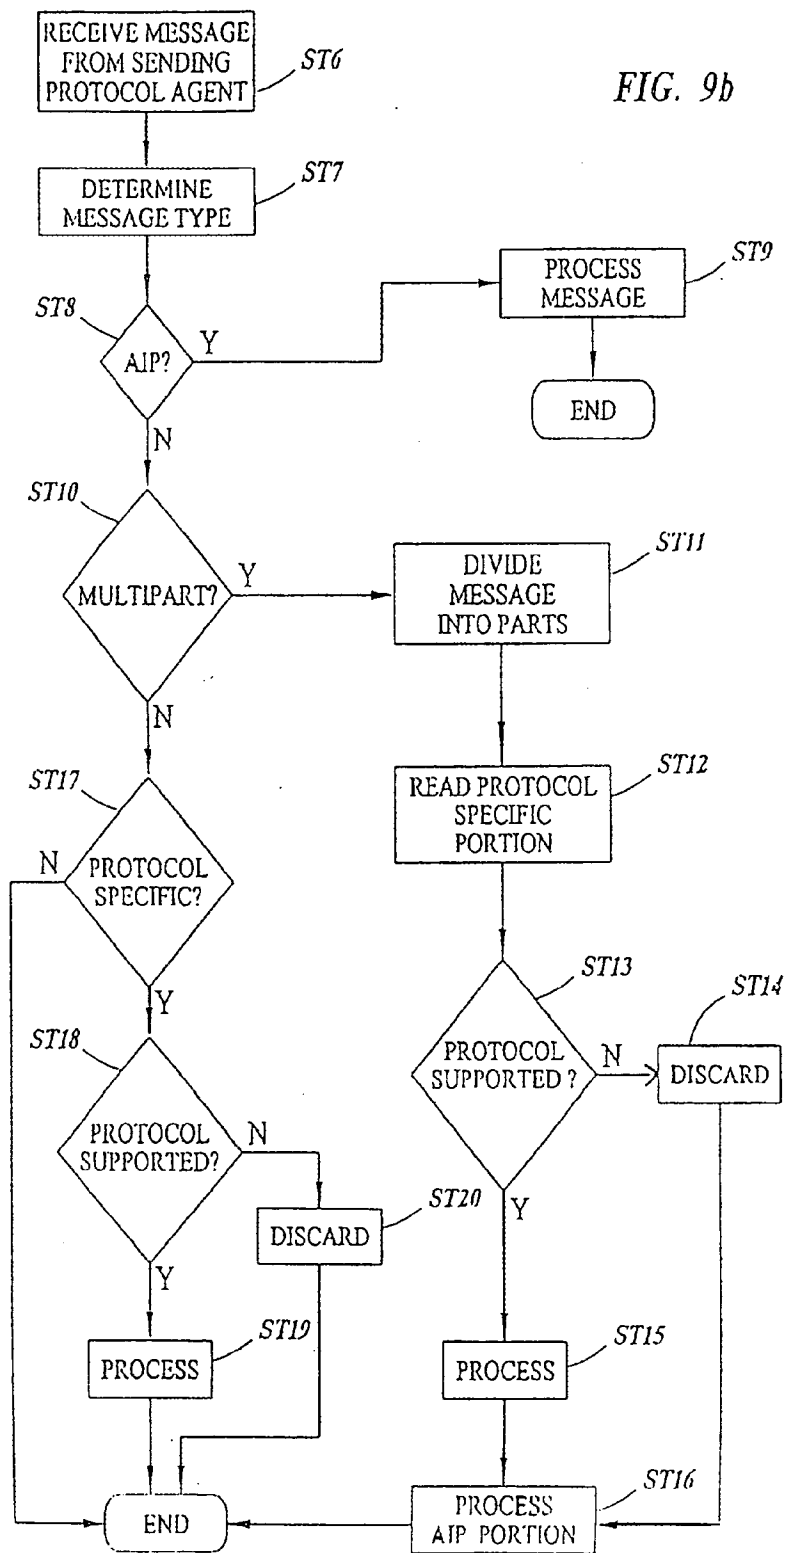 RECEIVE MESSAGE
FROM SENDING
PROTOCOL AGENT
ST6
FIG. 9b
DETERMINE
MESSAGE TYPE
ST7
ST8
AIP?
Y
N
PROCESS
MESSAGE
ST9
END
ST10
MULTIPART?
Y
N
DIVIDE
MESSAGE
INTO PARTS
ST11
READ PROTOCOL
SPECIFIC
PORTION
ST12
ST17
PROTOCOL
SPECIFIC?
N
Y
ST13
PROTOCOL
SUPPORTED ?
N
Y
ST14
DISCARD
ST18
PROTOCOL
SUPPORTED?
N
Y
ST20
DISCARD
ST19
PROCESS
ST15
PROCESS
ST16
PROCESS
AIP PORTION
END